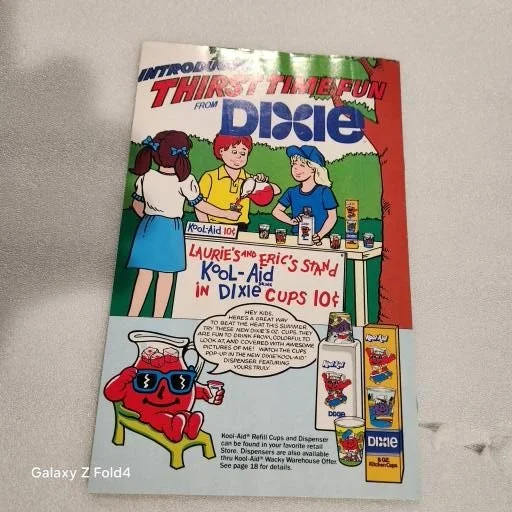 INTRODUCING
THIRST TIME FUN
FROM DIXIE
Kool-Aid 10¢
LAURIE'S AND ERIC'S STAND
Kool-Aid
IN DIXIE CUPS 10¢
HEY KIDS,
HERE'S A GREAT WAY
TO BEAT THE HEAT THIS SUMMER.
TRY THESE NEW DIXIE 5 OZ. CUPS. THEY
ARE FUN TO DRINK FROM, COLORFUL TO
LOOK AT, AND COVERED WITH AWESOME
PICTURES OF ME! WATCH THE CUPS
POP-UP IN THE NEW DIXIE "KOOL-AID"
DISPENSER FEATURING
YOURS TRULY.
Kool-Aid
Kool-Aid
DIXIE
DIXIE
5 OZ.
Kitchen Cups
Kool-Aid® Refill Cups and Dispenser
can be found in your favorite retail
Store. Dispensers are also available
thru Kool-Aid® Wacky Warehouse Offer.
See page 18 for details.
Galaxy Z Fold4